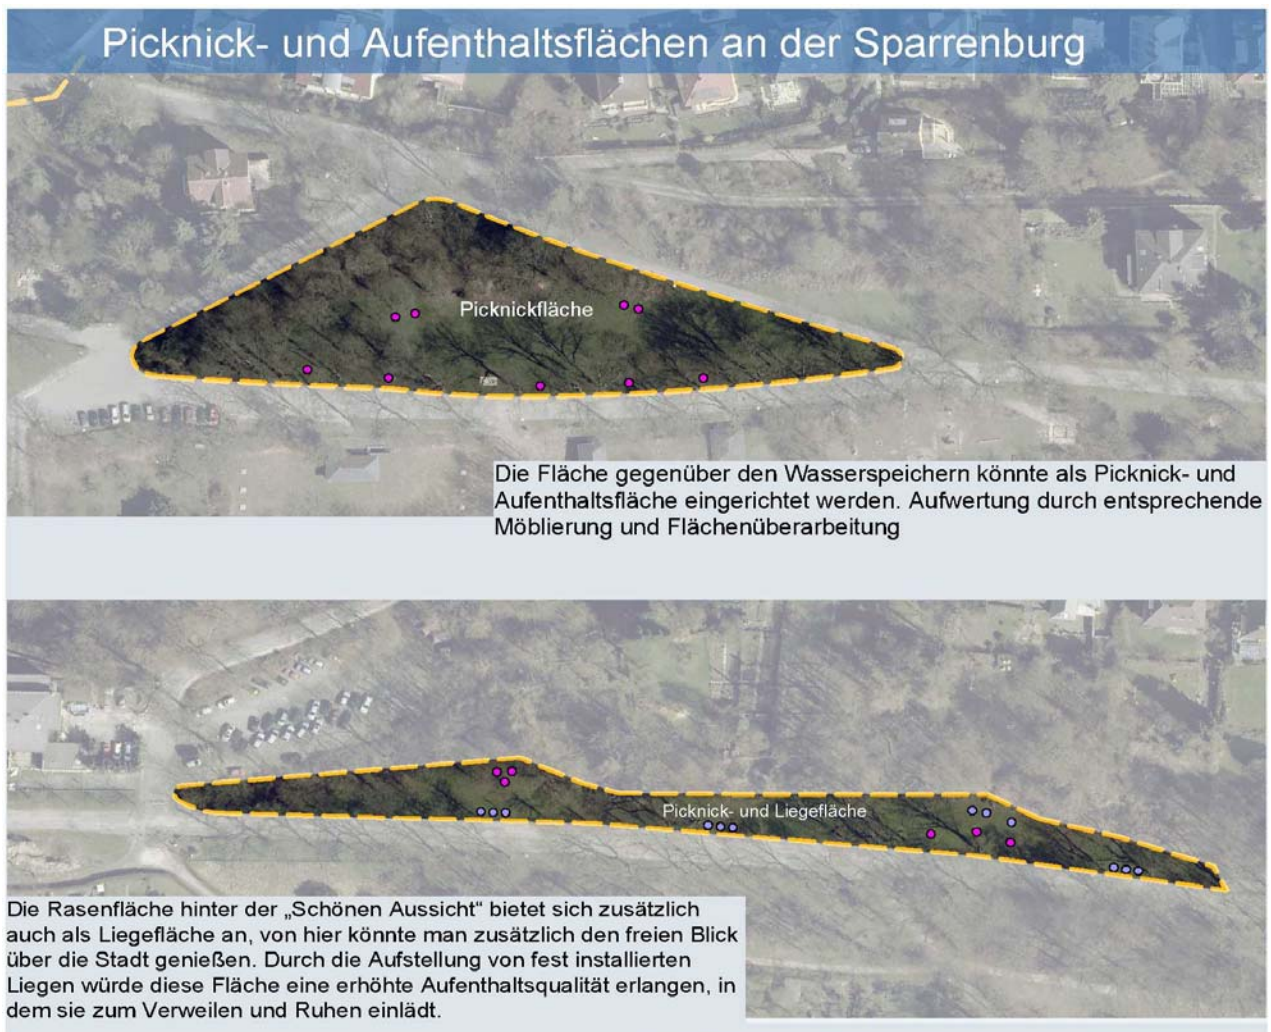 Picknick- und Aufenthaltsflächen an der Sparrenburg
Picknickfläche
Die Fläche gegenüber den Wasserspeichern könnte als Picknick- und
Aufenthaltsfläche eingerichtet werden. Aufwertung durch entsprechende
Möblierung und Flächenüberarbeitung
Picknick- und Liegefläche
Die Rasenfläche hinter der „Schönen Aussicht“ bietet sich zusätzlich
auch als Liegefläche an, von hier könnte man zusätzlich den freien Blick
über die Stadt genießen. Durch die Aufstellung von fest installierten
Liegen würde diese Fläche eine erhöhte Aufenthaltsqualität erlangen, in
dem sie zum Verweilen und Ruhen einlädt.